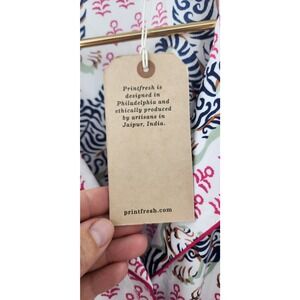 Printfresh is
designed in
Philadelphia and
ethically produced
by artisans in
Jaipur, India.
printfresh.com